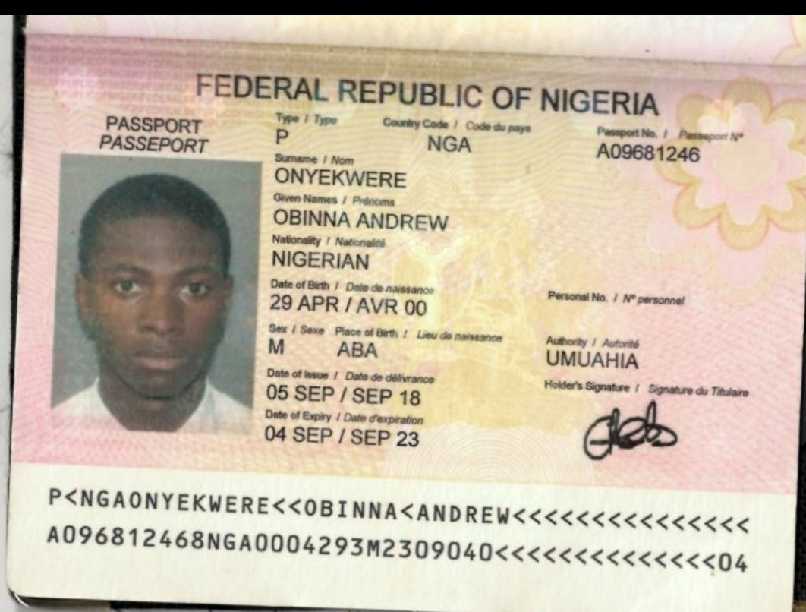 FEDERAL REPUBLIC OF NIGERIA
PASSPORT
PASSEPORT
Type / Type
P
Country Code / Code du pays
NGA
Passport No. / Passeport N°
A09681246
Surname / Nom
ONYEKWERE
Given Names / Prénoms
OBINNA ANDREW
Nationality / Nationalité
NIGERIAN
Date of Birth / Date de naissance
29 APR / AVR 00
Personal No. / N° personnel
Sex / Sexe
M
Place of Birth / Lieu de naissance
ABA
Authority / Autorité
UMUAHIA
Date of Issue / Date de délivrance
05 SEP / SEP 18
Holder's Signature / Signature du Titulaire
Date of Expiry / Date d'expiration
04 SEP / SEP 23
P<NGAONYEKWERE<<OBINNA<ANDREW<<<<<<<<<<<<<<<
A096812468NGA0004293M2309040<<<<<<<<<<<<<<04